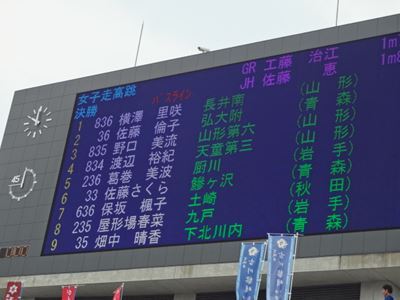 女子走高跳
決勝
バースライン
GR 工藤 治江 1m
JH 佐藤 恵 1m8
1 836 横澤 里咲 長井南 (山形)
2 36 佐藤 倫子 弘大附 (青森)
3 835 野口 美流 山形第六 (山形)
4 834 渡辺 裕紀 天童第三 (山形)
5 236 葛巻 美波 厨川 (岩手)
6 33 佐藤さくら 鰺ヶ沢 (青森)
7 636 保坂 楓子 土崎 (秋田)
8 235 屋形場春菜 九戸 (岩手)
9 35 畑中 晴香 下北川内 (青森)
45